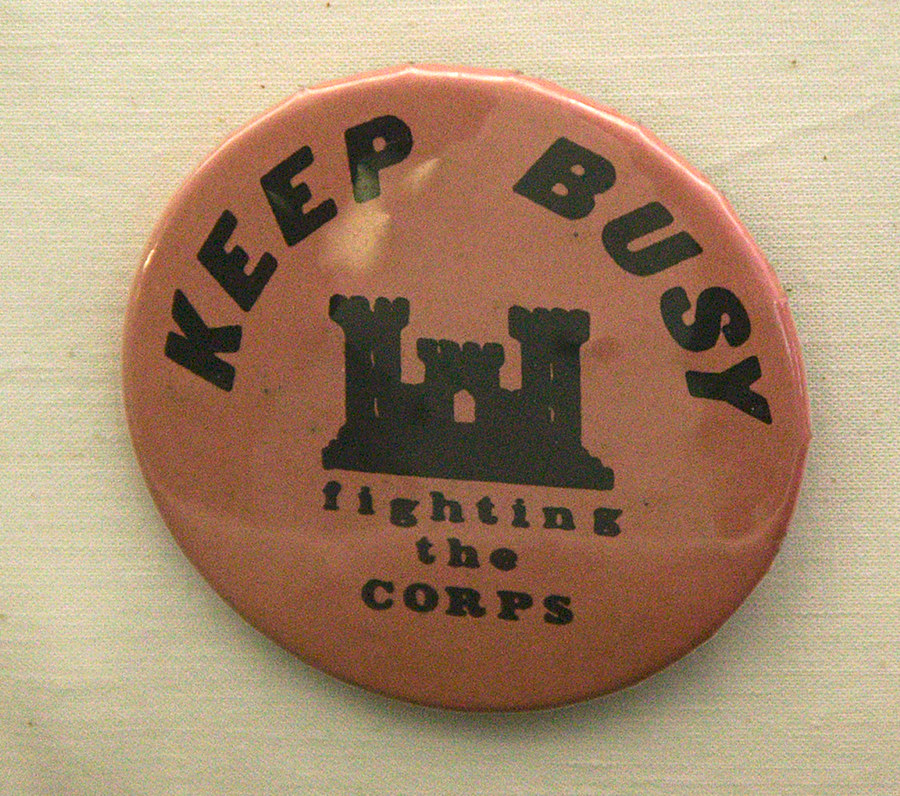 KEEP BUSY
fighting
the
CORPS